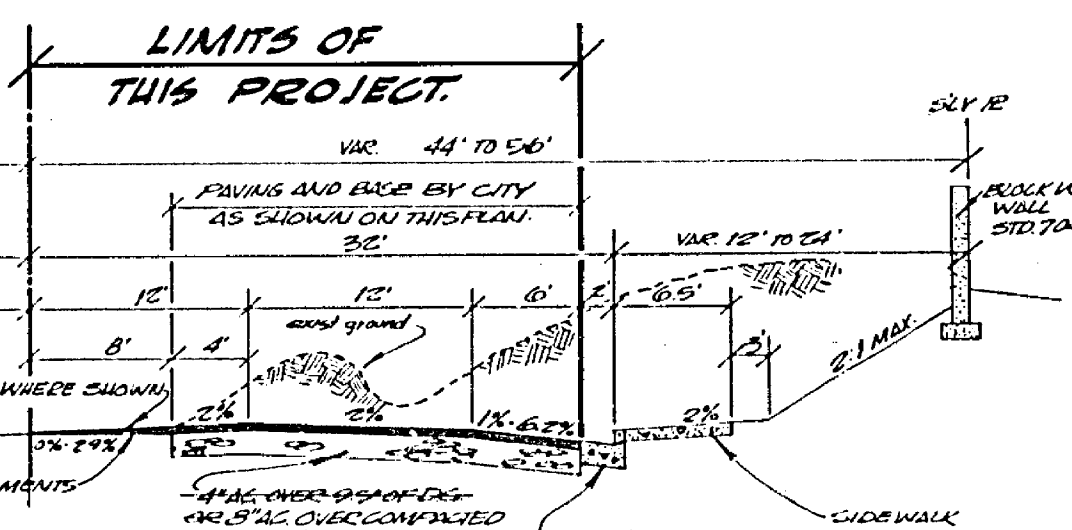 LIMITS OF
THIS PROJECT.
S'LY R
VAR. 44' TO 56'
PAVING AND BASE BY CITY
AS SHOWN ON THIS PLAN.
BLOCK W
WALL
STD. 70
32'
VAR. 12' TO 24'
12'
12'
6'
2'
6.5'
exist ground
8'
4'
3'
2:1 MAX.
WHERE SHOWN
2%
2%
1%-6.2%
2%
0%-29%
MENTS
4" AC OVER 9.5" OF DG
OR 8" AC. OVER COMPACTED
SIDEWALK